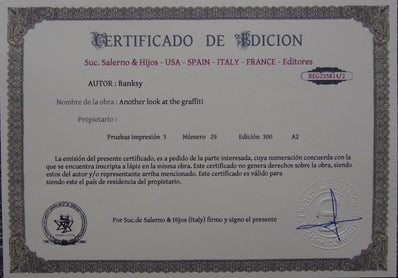 CERTIFICADO DE EDICION
Suc. Salerno & Hijos - USA - SPAIN - ITALY - FRANCE - Editores
REG235814/2
AUTOR : Banksy
Nombre de la obra : Another look at the graffiti
Propietario :
Pruebas impresión 3 Número 29 Edición 300 A2
La emisión del presente certificado, es a pedido de la parte interesada, cuya numeración concuerda con la
que se encuentra inscripta a lápiz en la misma obra. Este certificado no genera derechos sobre la obra, siendo
estos del autor y/o representante arriba mencionado. Este certificado es válido para
siendo este el país de residencia del propietario.
Por Suc.de Salerno & Hijos (Italy) firmo y signo el presente